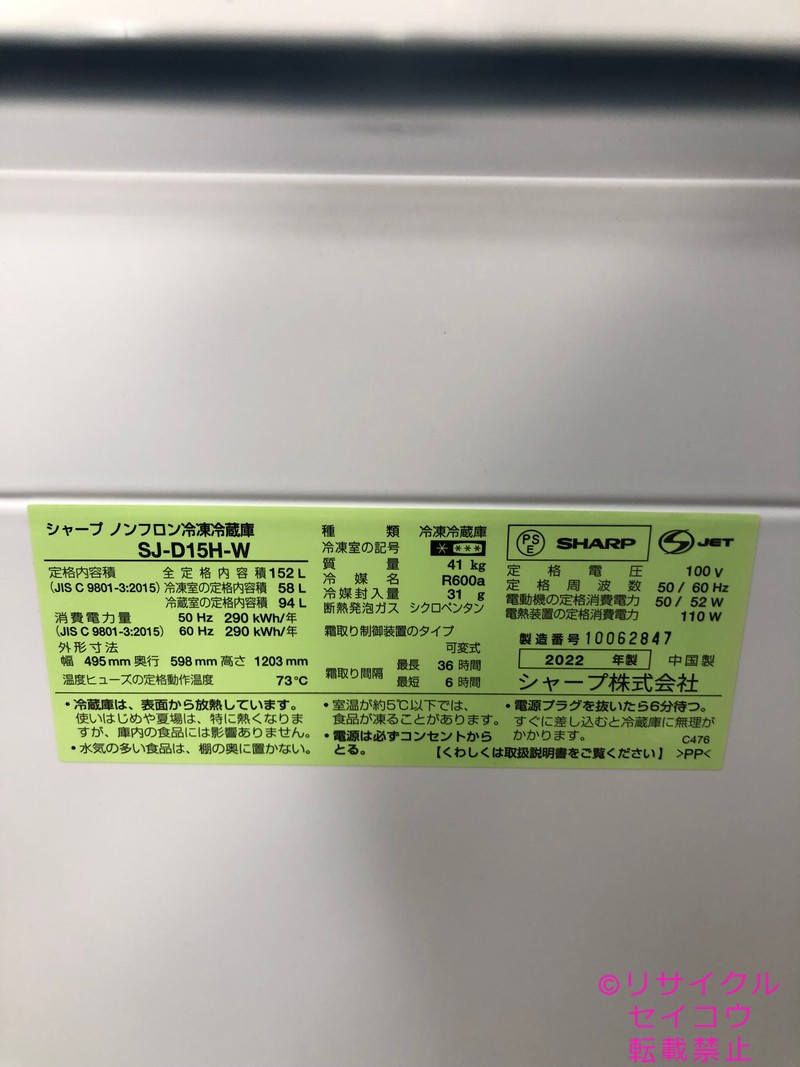 シャープ ノンフロン冷凍冷蔵庫
SJ-D15H-W
定格内容積 全定格内容積 152 L
(JIS C 9801-3:2015) 冷凍室の定格内容積 58 L
冷蔵室の定格内容積 94 L
消費電力量 50 Hz 290 kWh/年
(JIS C 9801-3:2015) 60 Hz 290 kWh/年
外形寸法
幅 495 mm 奥行 598 mm 高さ 1203 mm
温度ヒューズの定格動作温度 73℃
種類 冷凍冷蔵庫
冷凍室の記号 * ***
質量 41 kg
冷媒名 R600a
冷媒封入量 31 g
断熱発泡ガス シクロペンタン
霜取り制御装置のタイプ
可変式
霜取り間隔 最長 36 時間
最短 6 時間
PSE SHARP S JET
定格電圧 100 V
定格周波数 50 / 60 Hz
電動機の定格消費電力 50 / 52 W
電熱装置の定格消費電力 110 W
製造番号 10062847
2022 年製 中国製
シャープ株式会社
・冷蔵庫は、表面から放熱しています。
使いはじめや夏場は、特に熱くなりま
すが、庫内の食品には影響ありません。
・水気の多い食品は、棚の奥に置かない。
・室温が約5℃以下では、
食品が凍ることがあります。
・電源は必ずコンセントから
とる。
・電源プラグを抜いたら6分待つ。
すぐに差し込むと冷蔵庫に無理が
かかります。 C476
【くわしくは取扱説明書をご覧ください】 >PP<
©リサイクル
セイコウ
転載禁止